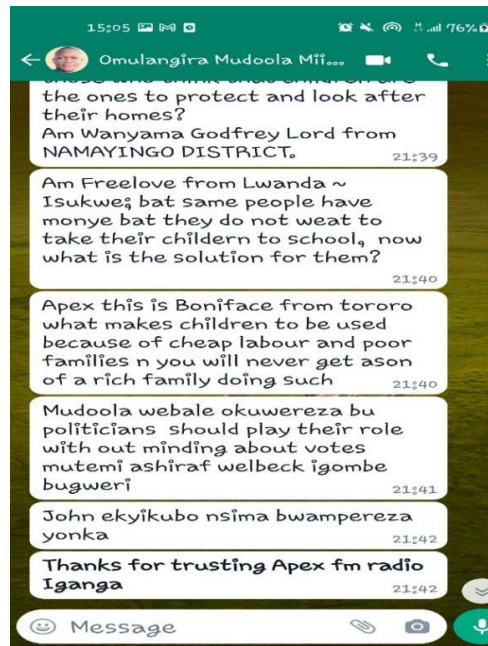 15:05
76%
Omulangira Mudoola Mii...
the ones to protect and look after
their homes?
Am Wanyama Godfrey Lord from
NAMAYINGO DISTRICT.
21:39
Am Freelove from Lwanda ~
Isukwe; bat same people have
monye bat they do not weat to
take their childern to school, now
what is the solution for them?
21:40
Apex this is Boniface from tororo
what makes children to be used
because of cheap labour and poor
families n you will never get ason
of a rich family doing such
21:40
Mudoola webale okuwereza bu
politicians should play their role
with out minding about votes
mutemi ashiraf welbeck igombe
bugweri
21:41
John ekyikubo nsima bwampereza
yonka
21:42
Thanks for trusting Apex fm radio
Iganga
21:42
Message